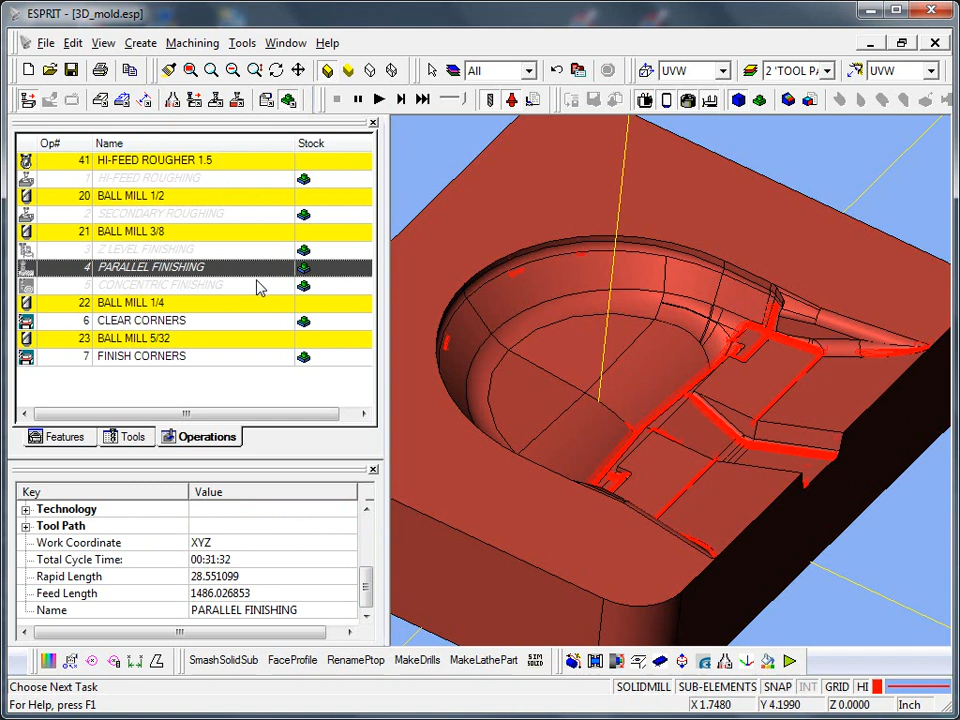 ESPRIT - [3D_mold.esp]
File Edit View Create Machining Tools Window Help
All UVW 2 'TOOL PA UVW
Op# Name Stock
41 HI-FEED ROUGHER 1.5
1 HI-FEED ROUGHING
20 BALL MILL 1/2
2 SECONDARY ROUGHING
21 BALL MILL 3/8
3 Z LEVEL FINISHING
4 PARALLEL FINISHING
5 CONCENTRIC FINISHING
22 BALL MILL 1/4
6 CLEAR CORNERS
23 BALL MILL 5/32
7 FINISH CORNERS
Features Tools Operations
Key Value
Technology
Tool Path
Work Coordinate XYZ
Total Cycle Time: 00:31:32
Rapid Length 28.551099
Feed Length 1486.026853
Name PARALLEL FINISHING
SmashSolidSub FaceProfile RenamePtop MakeDrills MakeLathePart SIM SOLID
Choose Next Task SOLIDMILL SUB-ELEMENTS SNAP INT GRID HI
For Help, press F1 X 1.7480 Y 4.1990 Z 0.0000 Inch